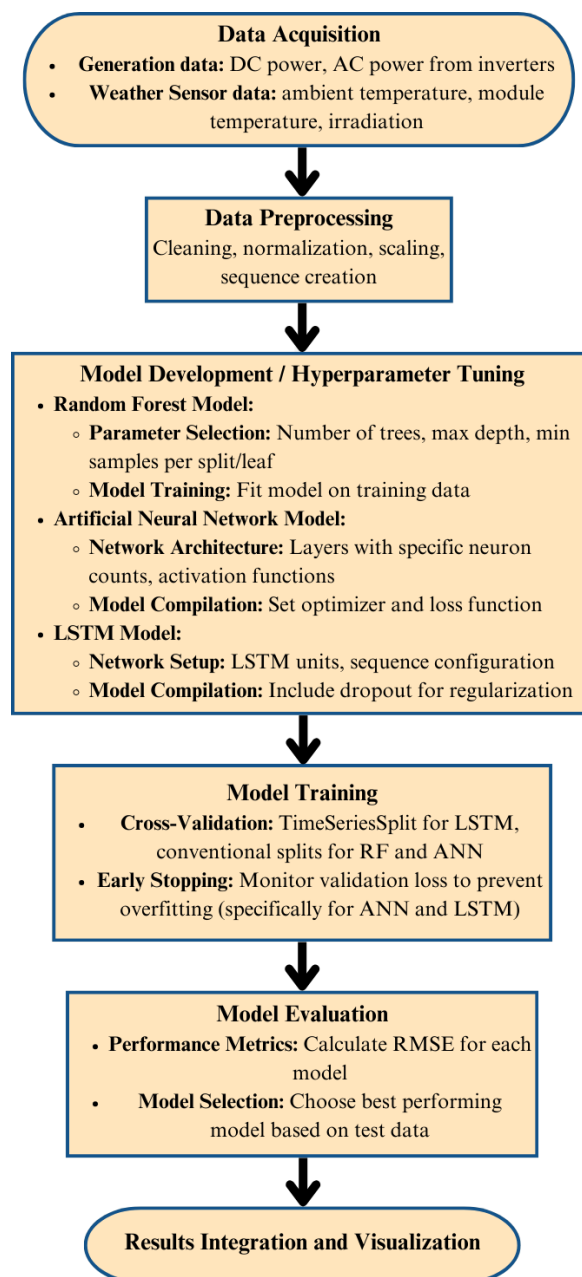 Data Acquisition
• Generation data: DC power, AC power from inverters
• Weather Sensor data: ambient temperature, module
temperature, irradiation
Data Preprocessing
Cleaning, normalization, scaling,
sequence creation
Model Development / Hyperparameter Tuning
• Random Forest Model:
◦ Parameter Selection: Number of trees, max depth, min
samples per split/leaf
◦ Model Training: Fit model on training data
• Artificial Neural Network Model:
◦ Network Architecture: Layers with specific neuron
counts, activation functions
◦ Model Compilation: Set optimizer and loss function
• LSTM Model:
◦ Network Setup: LSTM units, sequence configuration
◦ Model Compilation: Include dropout for regularization
Model Training
• Cross-Validation: TimeSeriesSplit for LSTM,
conventional splits for RF and ANN
• Early Stopping: Monitor validation loss to prevent
overfitting (specifically for ANN and LSTM)
Model Evaluation
• Performance Metrics: Calculate RMSE for each
model
• Model Selection: Choose best performing
model based on test data
Results Integration and Visualization